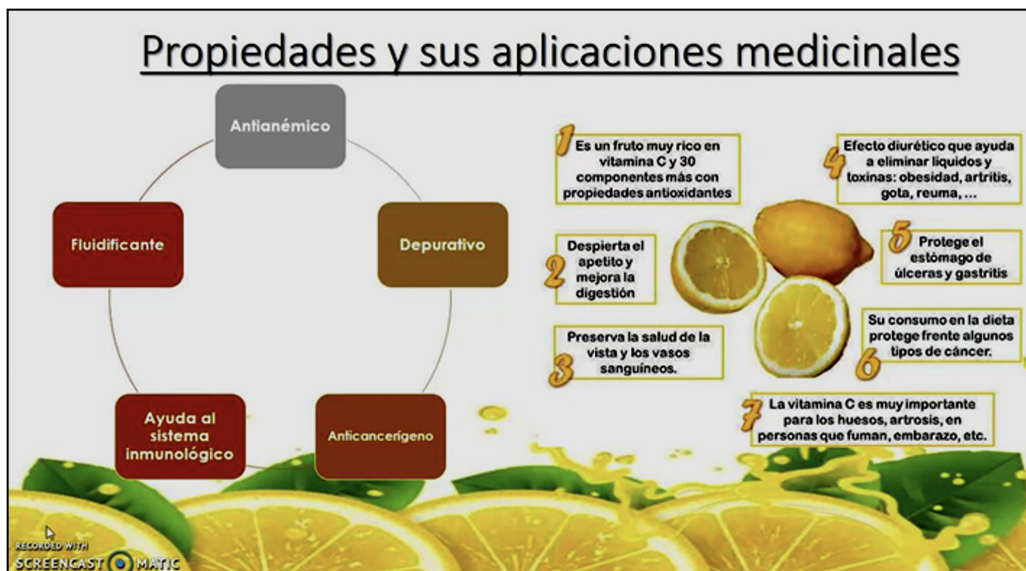 Propiedades y sus aplicaciones medicinales
Antianémico
Depurativo
Anticancerígeno
Ayuda al
sistema
inmunológico
Fluidificante
1
Es un fruto muy rico en
vitamina C y 30
componentes más con
propiedades antioxidantes
2
Despierta el
apetito y
mejora la
digestión
3
Preserva la salud de la
vista y los vasos
sanguíneos.
4
Efecto diurético que ayuda
a eliminar líquidos y
toxinas: obesidad, artritis,
gota, reuma, ...
5
Protege el
estómago de
úlceras y gastritis
6
Su consumo en la dieta
protege frente algunos
tipos de cáncer.
7
La vitamina C es muy importante
para los huesos, artrosis, en
personas que fuman, embarazo, etc.
RECORDED WITH
SCREENCAST MATIC